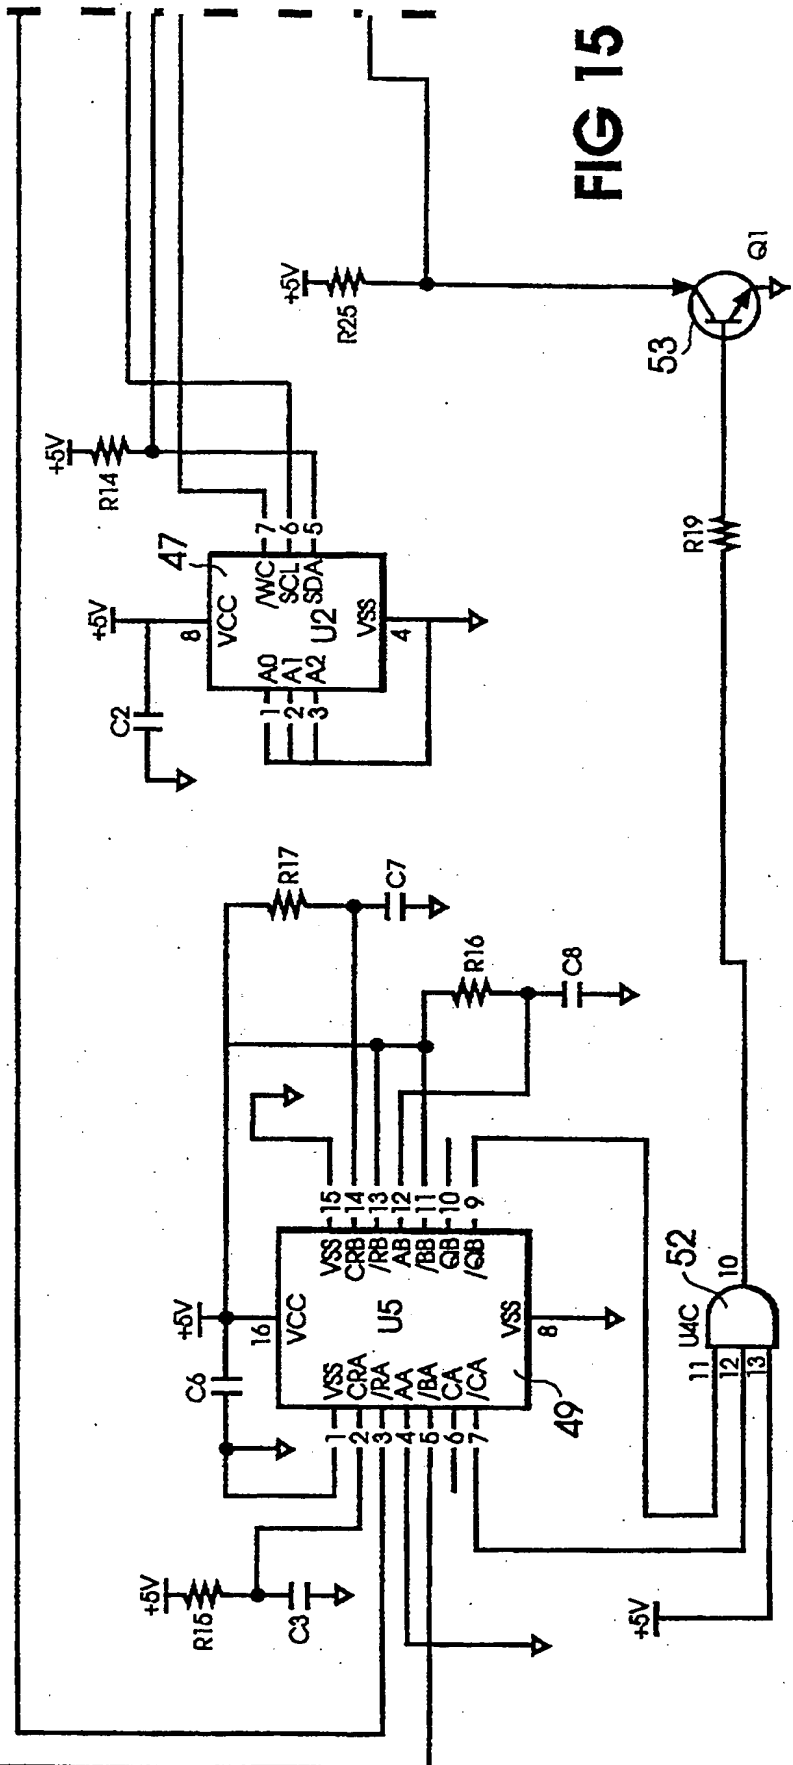 FIG 15
+5V
R14
+5V
R25
47
+5V
8
VCC
C2
/WC 7
SCL 6
SDA 5
U2
1 A0
2 A1
3 A2
VSS
4
53
Q1
R19
R17
C7
R16
C8
+5V
16
VCC
C6
VSS 15
CRB 14
/RB 13
AB 12
/BB 11
QB 10
/QB 9
U5
1 VSS
2 CRA
3 /RA
4 AA
5 /BA
6 CA
7 /CA
VSS
8
49
+5V
R15
C3
U4C
52
11
12
13
10
+5V